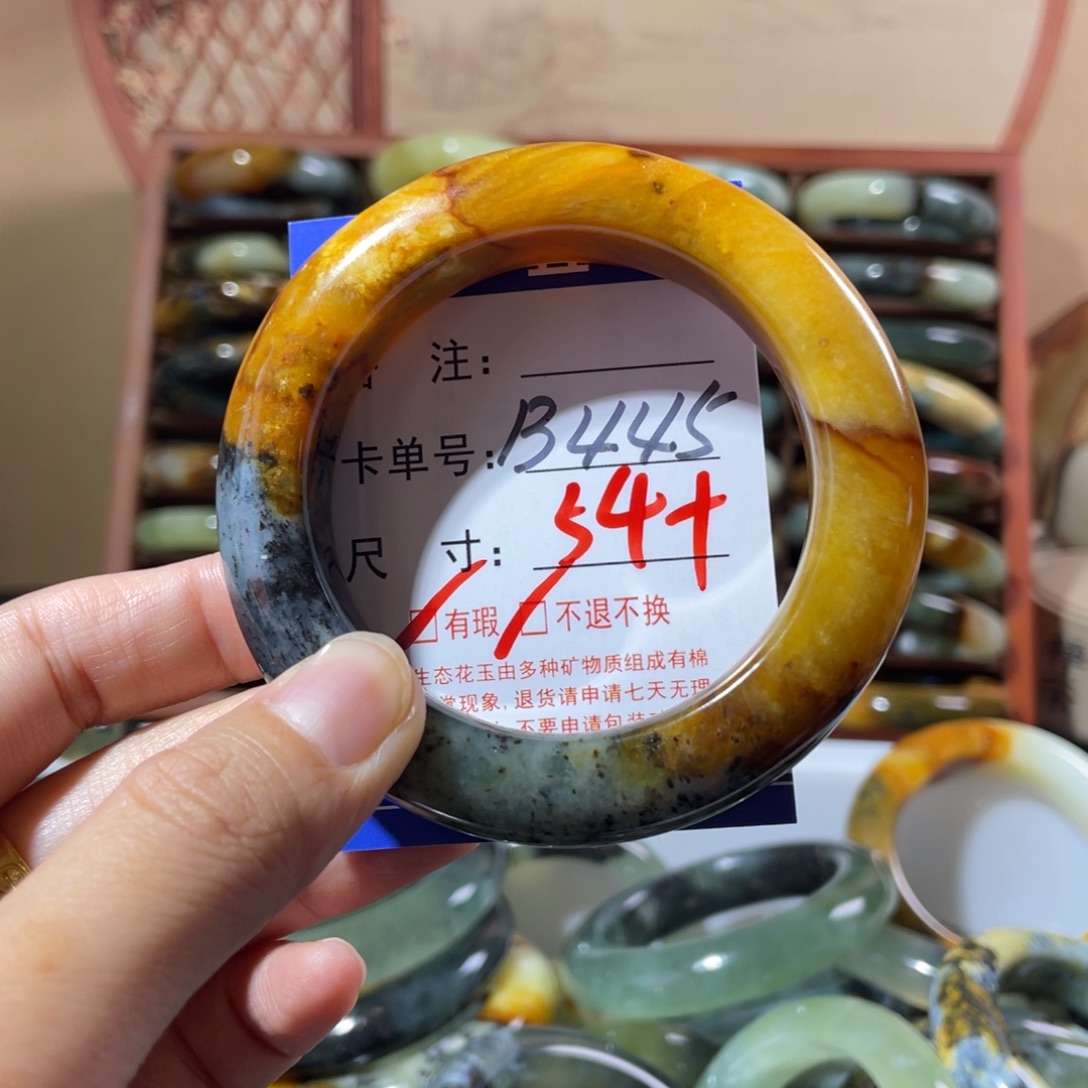 注:
卡单号: B445
尺 寸: 54+
有瑕 不退不换
生态花玉由多种矿物质组成有棉
现象, 退货请申请七天无理
不要申请包装